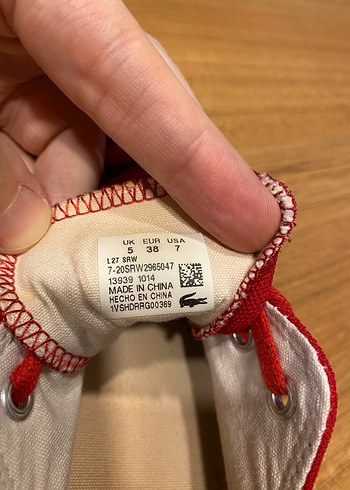 UK EUR USA
5 38 7
L27 SRW
7-20SRW2965047
13939 1014
MADE IN CHINA
HECHO EN CHINA
1VSHDRRG00369